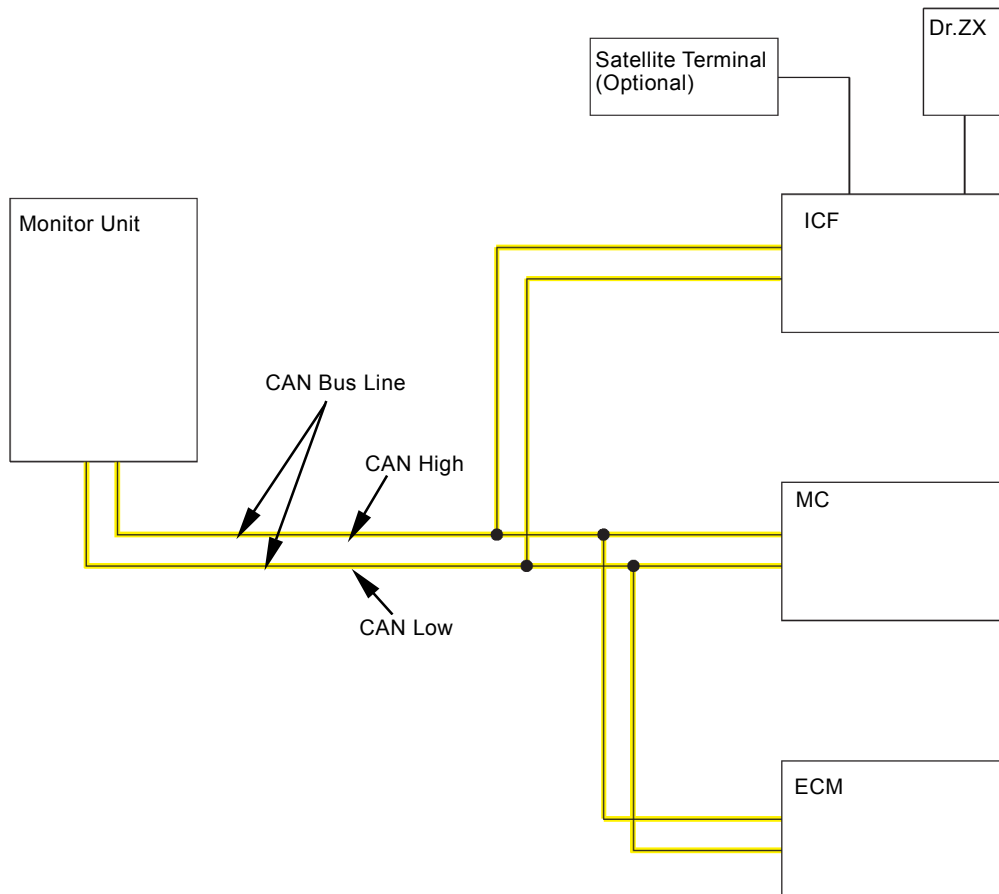 Dr.ZX
Satellite Terminal
(Optional)
Monitor Unit
ICF
CAN Bus Line
CAN High
MC
CAN Low
ECM